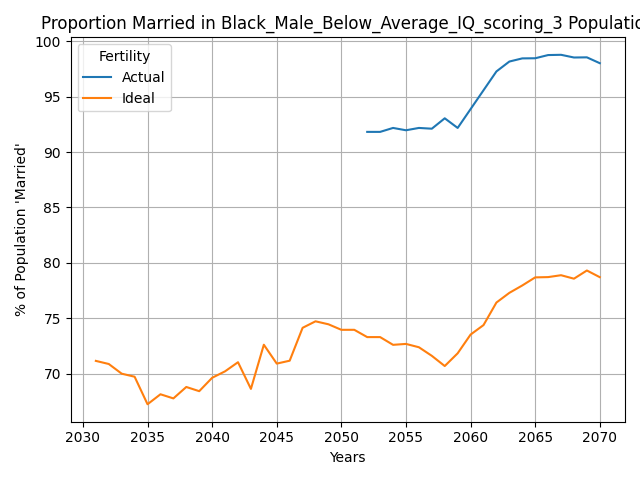 Proportion Married in Black_Male_Below_Average_IQ_scoring_3 Populatio
100
95
90
85
80
75
70
% of Population 'Married'
Fertility
Actual
Ideal
2030 2035 2040 2045 2050 2055 2060 2065 2070
Years